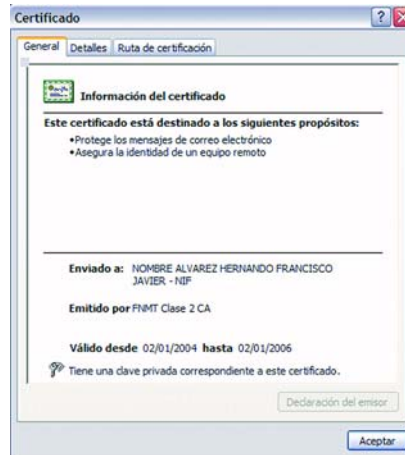 Certificado
General Detalles Ruta de certificación
Información del certificado
Este certificado está destinado a los siguientes propósitos:
•Protege los mensajes de correo electrónico
•Asegura la identidad de un equipo remoto
Enviado a: NOMBRE ALVAREZ HERNANDO FRANCISCO
JAVIER - NIF
Emitido por FNMT Clase 2 CA
Válido desde 02/01/2004 hasta 02/01/2006
Tiene una clave privada correspondiente a este certificado.
Declaración del emisor
Aceptar